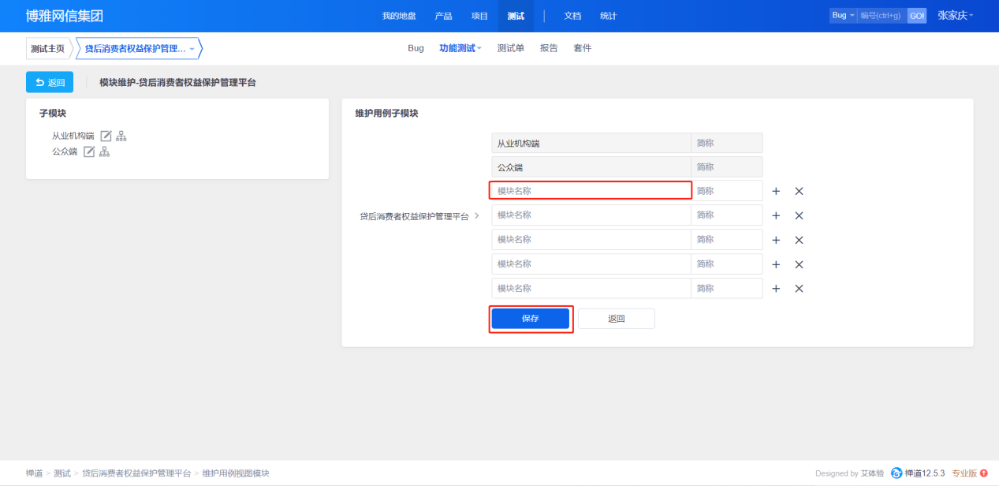 博雅网信集团 我的地盘 产品 项目 测试 文档 统计 Bug 编号(ctrl+g) GO! 张家庆
测试主页 贷后消费者权益保护管理... Bug 功能测试 测试单 报告 套件
返回 模块维护-贷后消费者权益保护管理平台
子模块
从业机构端
公众端
维护用例子模块
贷后消费者权益保护管理平台
从业机构端 简称
公众端 简称
模块名称 简称
模块名称 简称
模块名称 简称
模块名称 简称
模块名称 简称
保存 返回
禅道 > 测试 > 贷后消费者权益保护管理平台 > 维护用例视图模块 Designed by 艾体验 禅道12.5.3 专业版